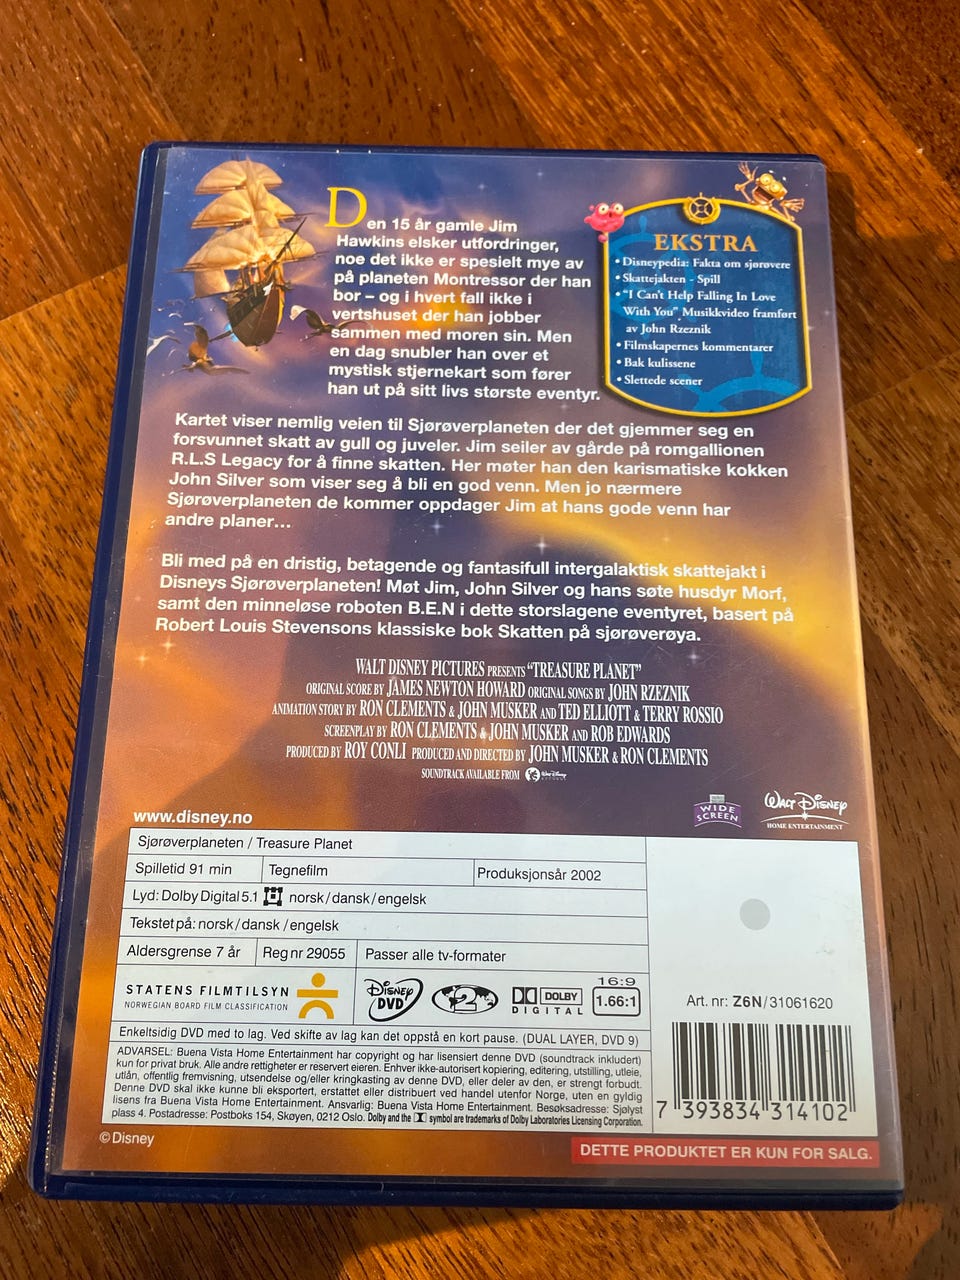 Den 15 år gamle Jim
Hawkins elsker utfordringer,
noe det ikke er spesielt mye av
på planeten Montressor der han
bor – og i hvert fall ikke i
vertshuset der han jobber
sammen med moren sin. Men
en dag snubler han over et
mystisk stjernekart som fører
han ut på sitt livs største eventyr.
EKSTRA
• Disneypedia: Fakta om sjørøvere
• Skattejakten - Spill
• "I Can't Help Falling In Love
With You" Musikkvideo framført
av John Rzeznik
• Filmskapernes kommentarer
• Bak kulissene
• Slettede scener
Kartet viser nemlig veien til Sjørøverplaneten der det gjemmer seg en
forsvunnet skatt av gull og juveler. Jim seiler av gårde på romgallionen
R.L.S Legacy for å finne skatten. Her møter han den karismatiske kokken
John Silver som viser seg å bli en god venn. Men jo nærmere
Sjørøverplaneten de kommer oppdager Jim at hans gode venn har
andre planer...
Bli med på en dristig, betagende og fantasifull intergalaktisk skattejakt i
Disneys Sjørøverplaneten! Møt Jim, John Silver og hans søte husdyr Morf,
samt den minneløse roboten B.E.N i dette storslagene eventyret, basert på
Robert Louis Stevensons klassiske bok Skatten på sjørøverøya.
WALT DISNEY PICTURES PRESENTS "TREASURE PLANET"
ORIGINAL SCORE BY JAMES NEWTON HOWARD ORIGINAL SONGS BY JOHN RZEZNIK
ANIMATION STORY BY RON CLEMENTS & JOHN MUSKER AND TED ELLIOTT & TERRY ROSSIO
SCREENPLAY BY RON CLEMENTS & JOHN MUSKER AND ROB EDWARDS
PRODUCED BY ROY CONLI PRODUCED AND DIRECTED BY JOHN MUSKER & RON CLEMENTS
SOUNDTRACK AVAILABLE FROM Walt Disney RECORDS
www.disney.no
WIDE
SCREEN
WALT DISNEY
HOME ENTERTAINMENT
Sjørøverplaneten / Treasure Planet
Spilletid 91 min Tegnefilm Produksjonsår 2002
Lyd: Dolby Digital 5.1 norsk/dansk/engelsk
Tekstet på: norsk/dansk/engelsk
Aldersgrense 7 år Reg nr 29055 Passer alle tv-formater
STATENS FILMTILSYN
NORWEGIAN BOARD FILM CLASSIFICATION
Disney
DVD
2
DOLBY
DIGITAL
16:9
1.66:1
Enkeltsidig DVD med to lag. Ved skifte av lag kan det oppstå en kort pause. (DUAL LAYER, DVD 9)
ADVARSEL: Buena Vista Home Entertainment har copyright og har lisensiert denne DVD (soundtrack inkludert)
kun for privat bruk. Alle andre rettigheter er reservert eieren. Enhver ikke-autorisert kopiering, editering, utstilling, utleie,
utlån, offentlig fremvisning, utsendelse og/eller kringkasting av denne DVD, eller deler av den, er strengt forbudt.
Denne DVD skal ikke kunne bli eksportert, erstattet eller distribuert ved handel utenfor Norge, uten en gyldig
lisens fra Buena Vista Home Entertainment. Ansvarlig: Buena Vista Home Entertainment. Besøksadresse: Sjølyst
plass 4. Postadresse: Postboks 154, Skøyen, 0212 Oslo. Dolby and the symbol are trademarks of Dolby Laboratories Licensing Corporation.
Art. nr: Z6N/31061620
7 393834 314102
© Disney
DETTE PRODUKTET ER KUN FOR SALG.